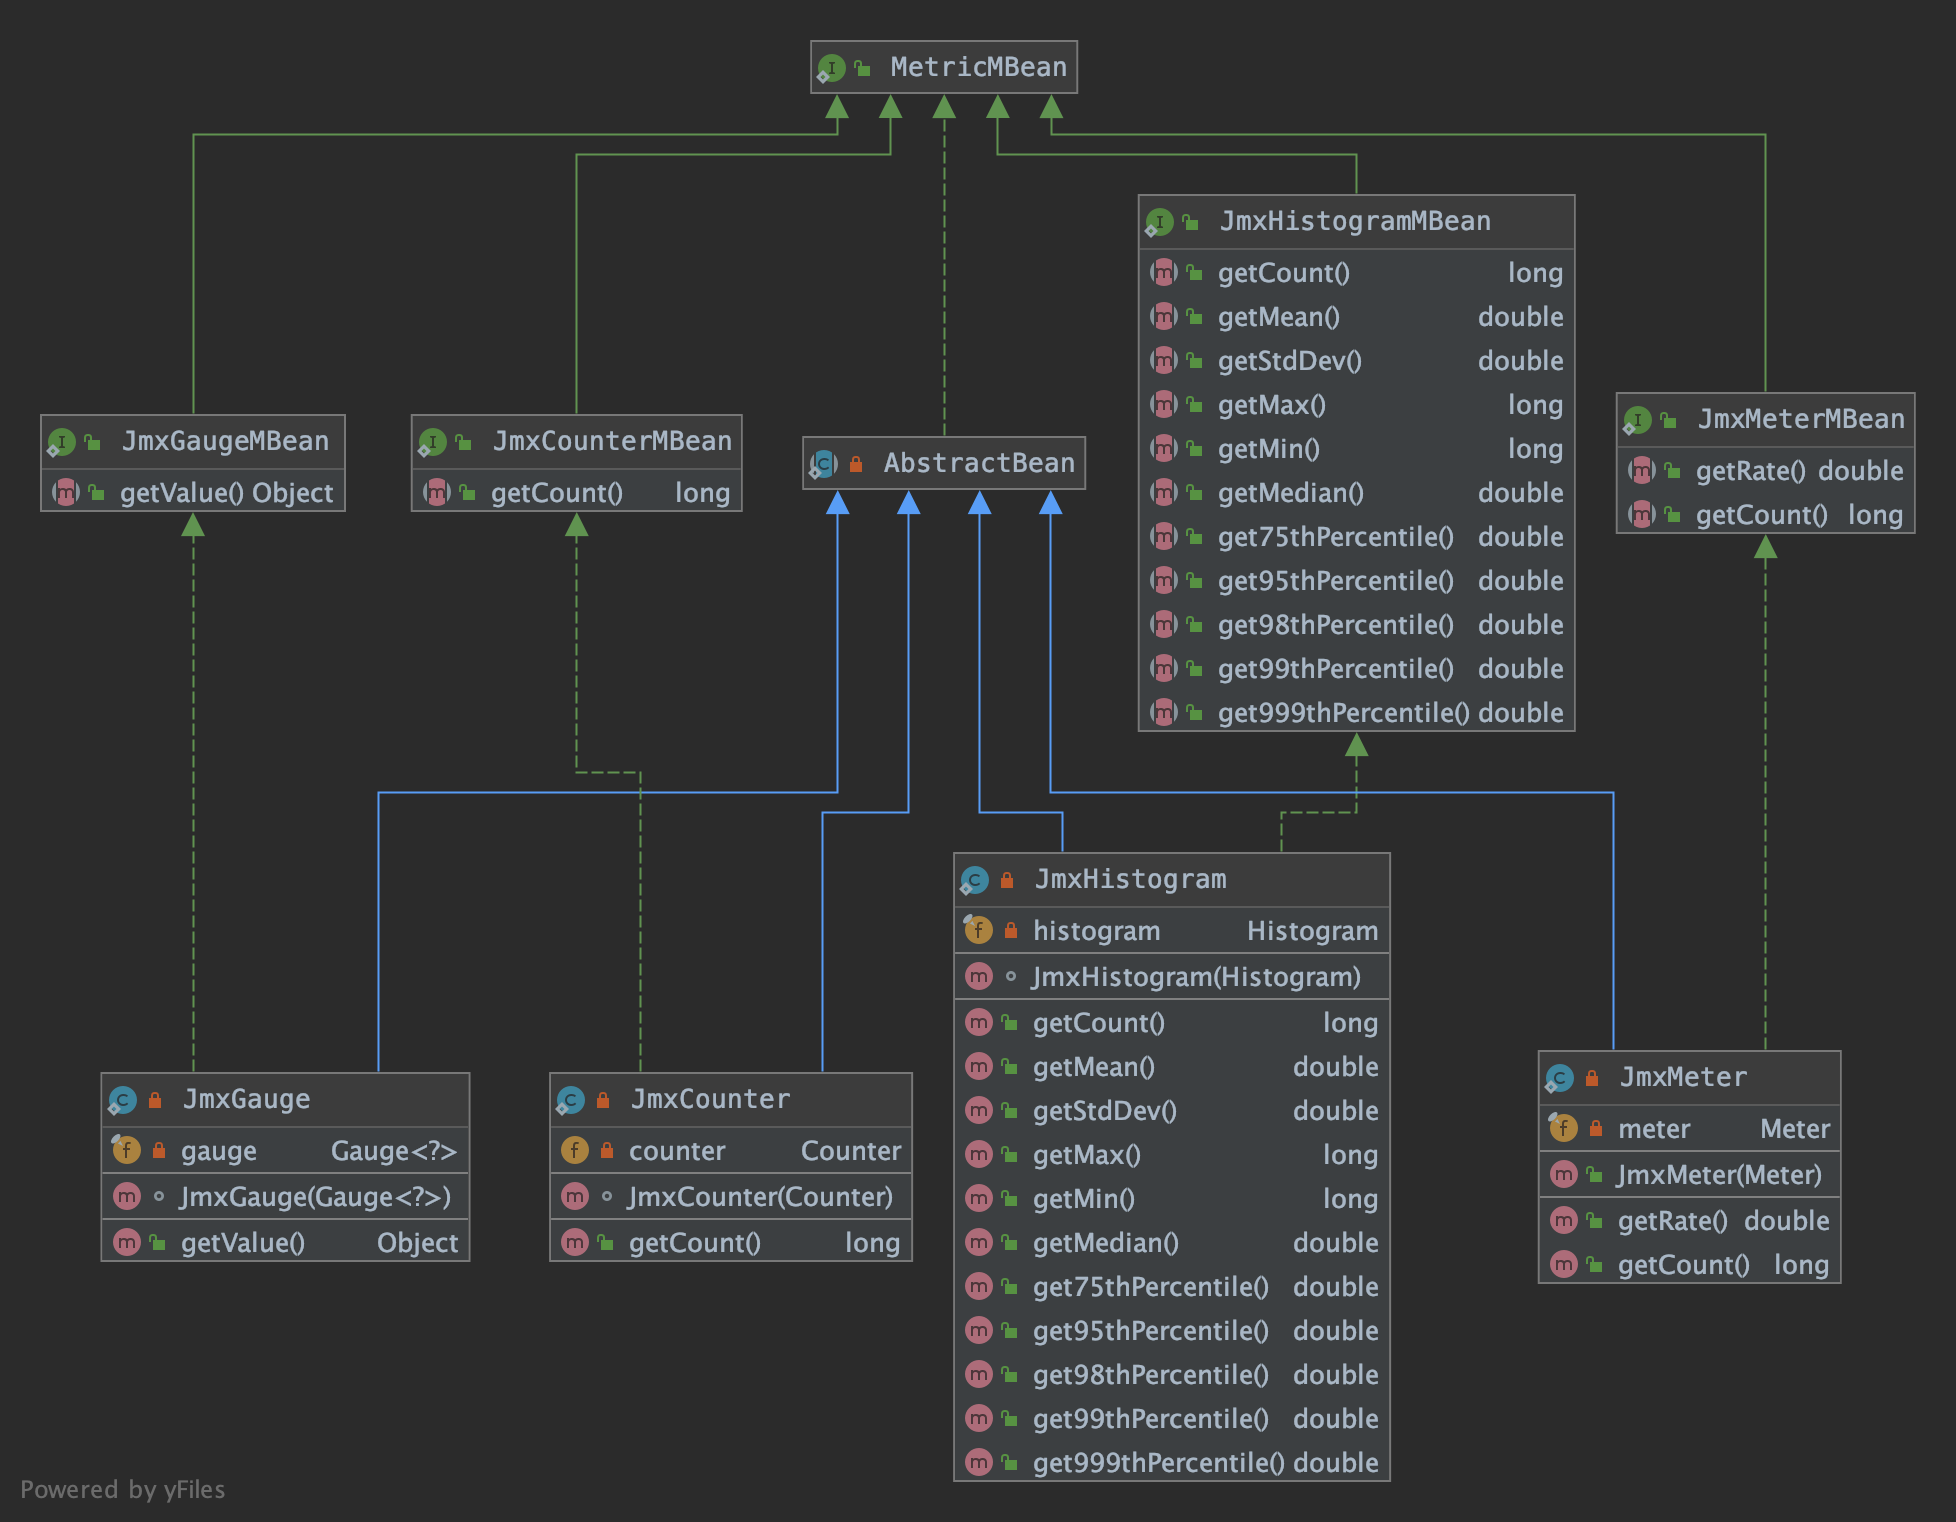 MetricMBean
JmxHistogramMBean
getCount() long
getMean() double
getStdDev() double
getMax() long
getMin() long
getMedian() double
get75thPercentile() double
get95thPercentile() double
get98thPercentile() double
get99thPercentile() double
get999thPercentile() double
JmxGaugeMBean
getValue() Object
JmxCounterMBean
getCount() long
AbstractBean
JmxMeterMBean
getRate() double
getCount() long
JmxGauge
gauge Gauge<?>
JmxGauge(Gauge<?>)
getValue() Object
JmxCounter
counter Counter
JmxCounter(Counter)
getCount() long
JmxHistogram
histogram Histogram
JmxHistogram(Histogram)
getCount() long
getMean() double
getStdDev() double
getMax() long
getMin() long
getMedian() double
get75thPercentile() double
get95thPercentile() double
get98thPercentile() double
get99thPercentile() double
get999thPercentile() double
JmxMeter
meter Meter
JmxMeter(Meter)
getRate() double
getCount() long
Powered by yFiles